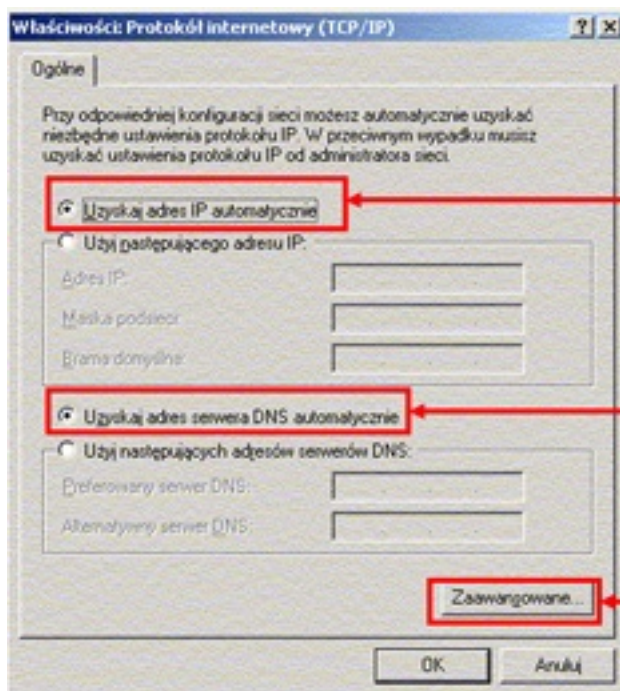 Właściwości: Protokół internetowy (TCP/IP)
Ogólne
Przy odpowiedniej konfiguracji sieci możesz automatycznie uzyskać
niezbędne ustawienia protokołu IP. W przeciwnym wypadku musisz
uzyskać ustawienia protokołu IP od administratora sieci.
Uzyskaj adres IP automatycznie
Użyj następującego adresu IP:
Adres IP:
Maska podsieci:
Brama domyślna:
Uzyskaj adres serwera DNS automatycznie
Użyj następujących adresów serwerów DNS:
Preferowany serwer DNS:
Alternatywny serwer DNS:
Zaawansowane...
OK Anuluj